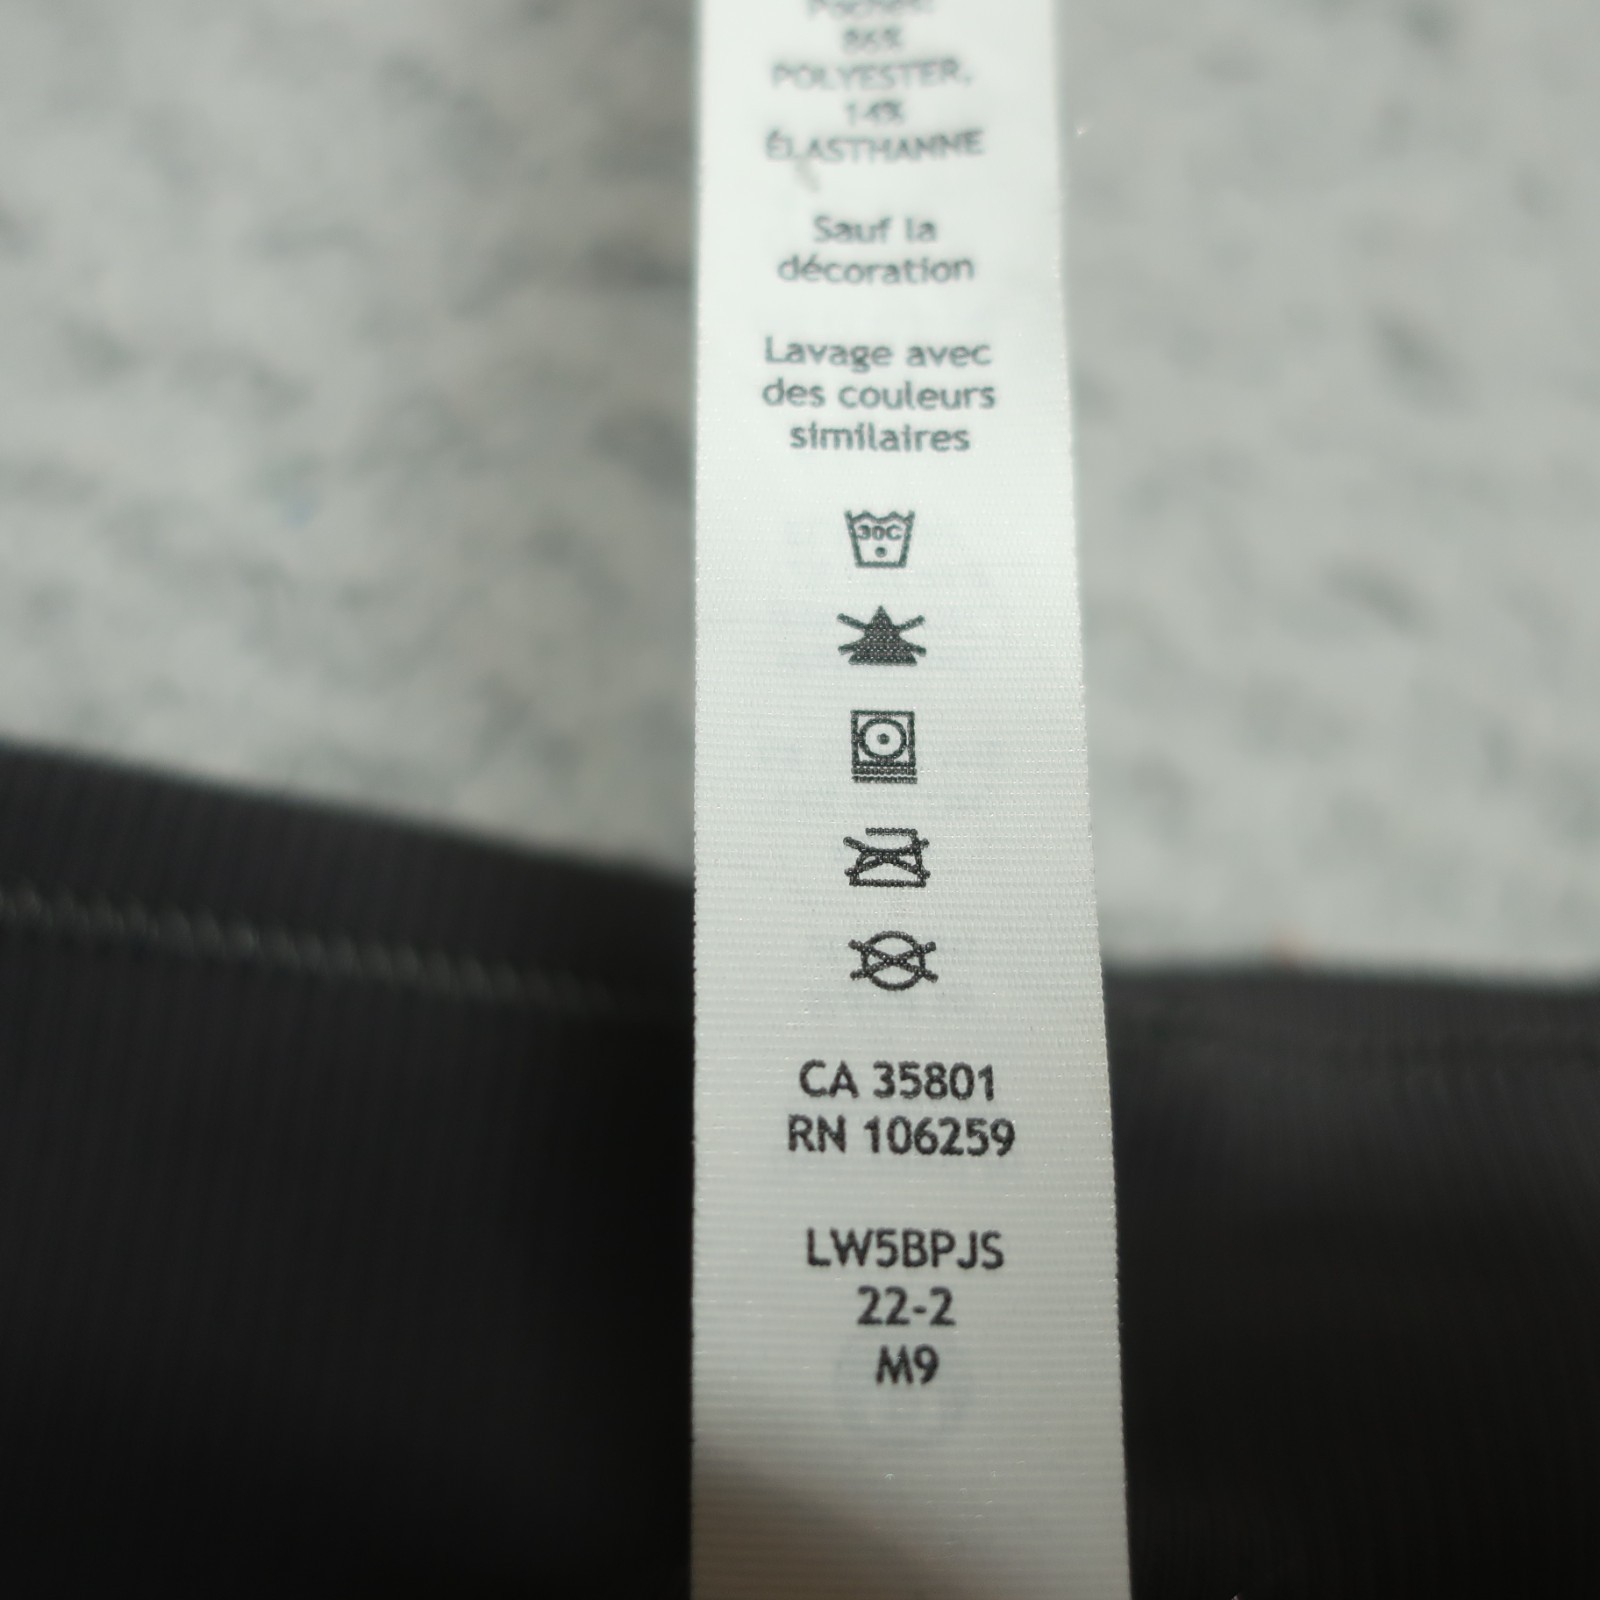 86%
POLYESTER,
14%
ÉLASTHANNE
Sauf la
décoration
Lavage avec
des couleurs
similaires
30C
CA 35801
RN 106259
LW5BPJS
22-2
M9